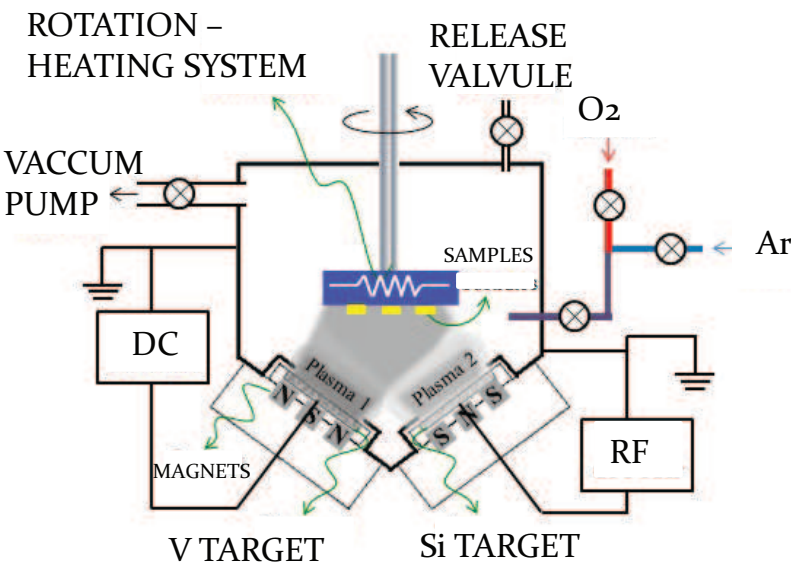 ROTATION –
HEATING SYSTEM
RELEASE
VALVULE
O2
VACCUM
PUMP
Ar
SAMPLES
DC
Plasma 1
Plasma 2
N S N
S N S
RF
MAGNETS
V TARGET
Si TARGET